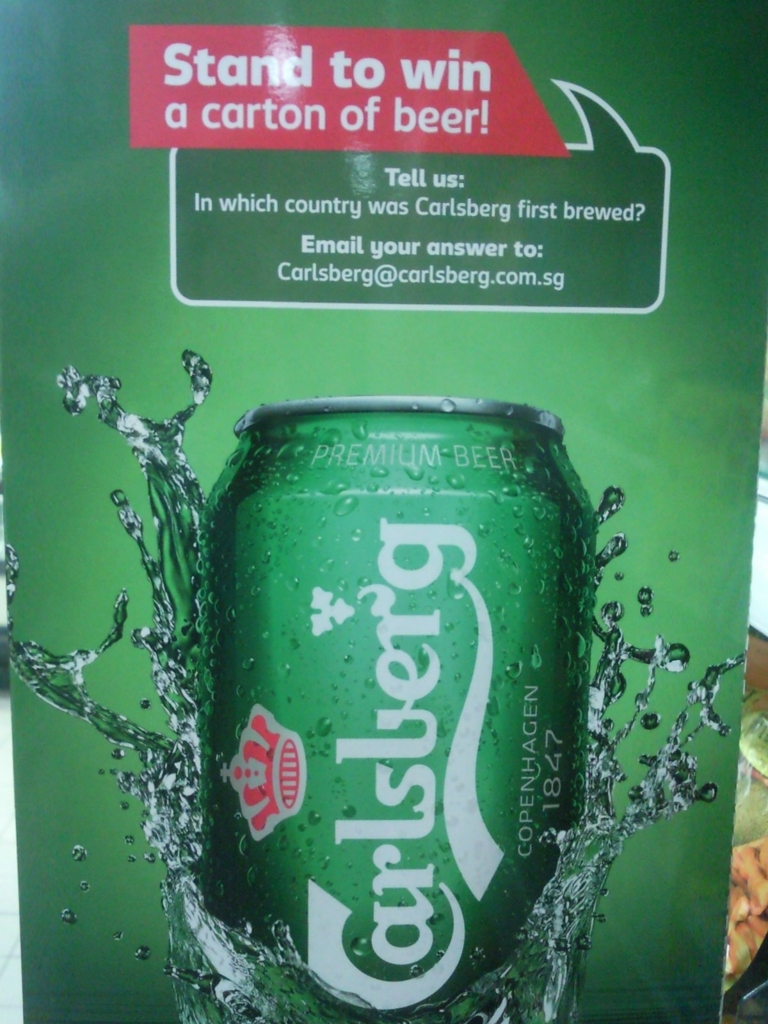 Stand to win
a carton of beer!
Tell us:
In which country was Carlsberg first brewed?
Email your answer to:
Carlsberg@carlsberg.com.sg
PREMIUM BEER
Carlsberg
COPENHAGEN
1847